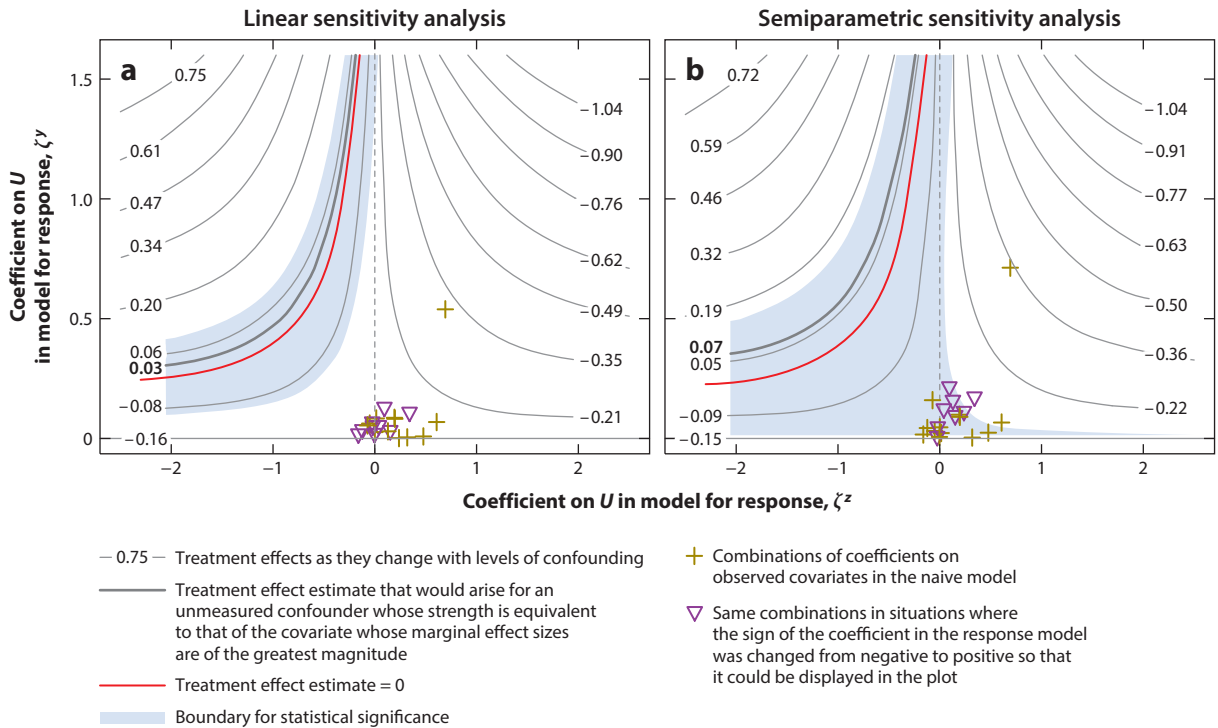 Linear sensitivity analysis
Semiparametric sensitivity analysis
Coefficient on U
in model for response, ζʸ
a
1.5
1.0
0.5
0
0.75
0.61
0.47
0.34
0.20
0.06
0.03
−0.08
−0.16
−1.04
−0.90
−0.76
−0.62
−0.49
−0.35
−0.21
−2
−1
0
1
2
b
0.72
0.59
0.46
0.32
0.19
0.07
0.05
−0.09
−0.15
−1.04
−0.91
−0.77
−0.63
−0.50
−0.36
−0.22
−2
−1
0
1
2
Coefficient on U in model for response, ζᶻ
0.75 Treatment effects as they change with levels of confounding
Treatment effect estimate that would arise for an
unmeasured confounder whose strength is equivalent
to that of the covariate whose marginal effect sizes
are of the greatest magnitude
Treatment effect estimate = 0
Boundary for statistical significance
Combinations of coefficients on
observed covariates in the naive model
Same combinations in situations where
the sign of the coefficient in the response model
was changed from negative to positive so that
it could be displayed in the plot